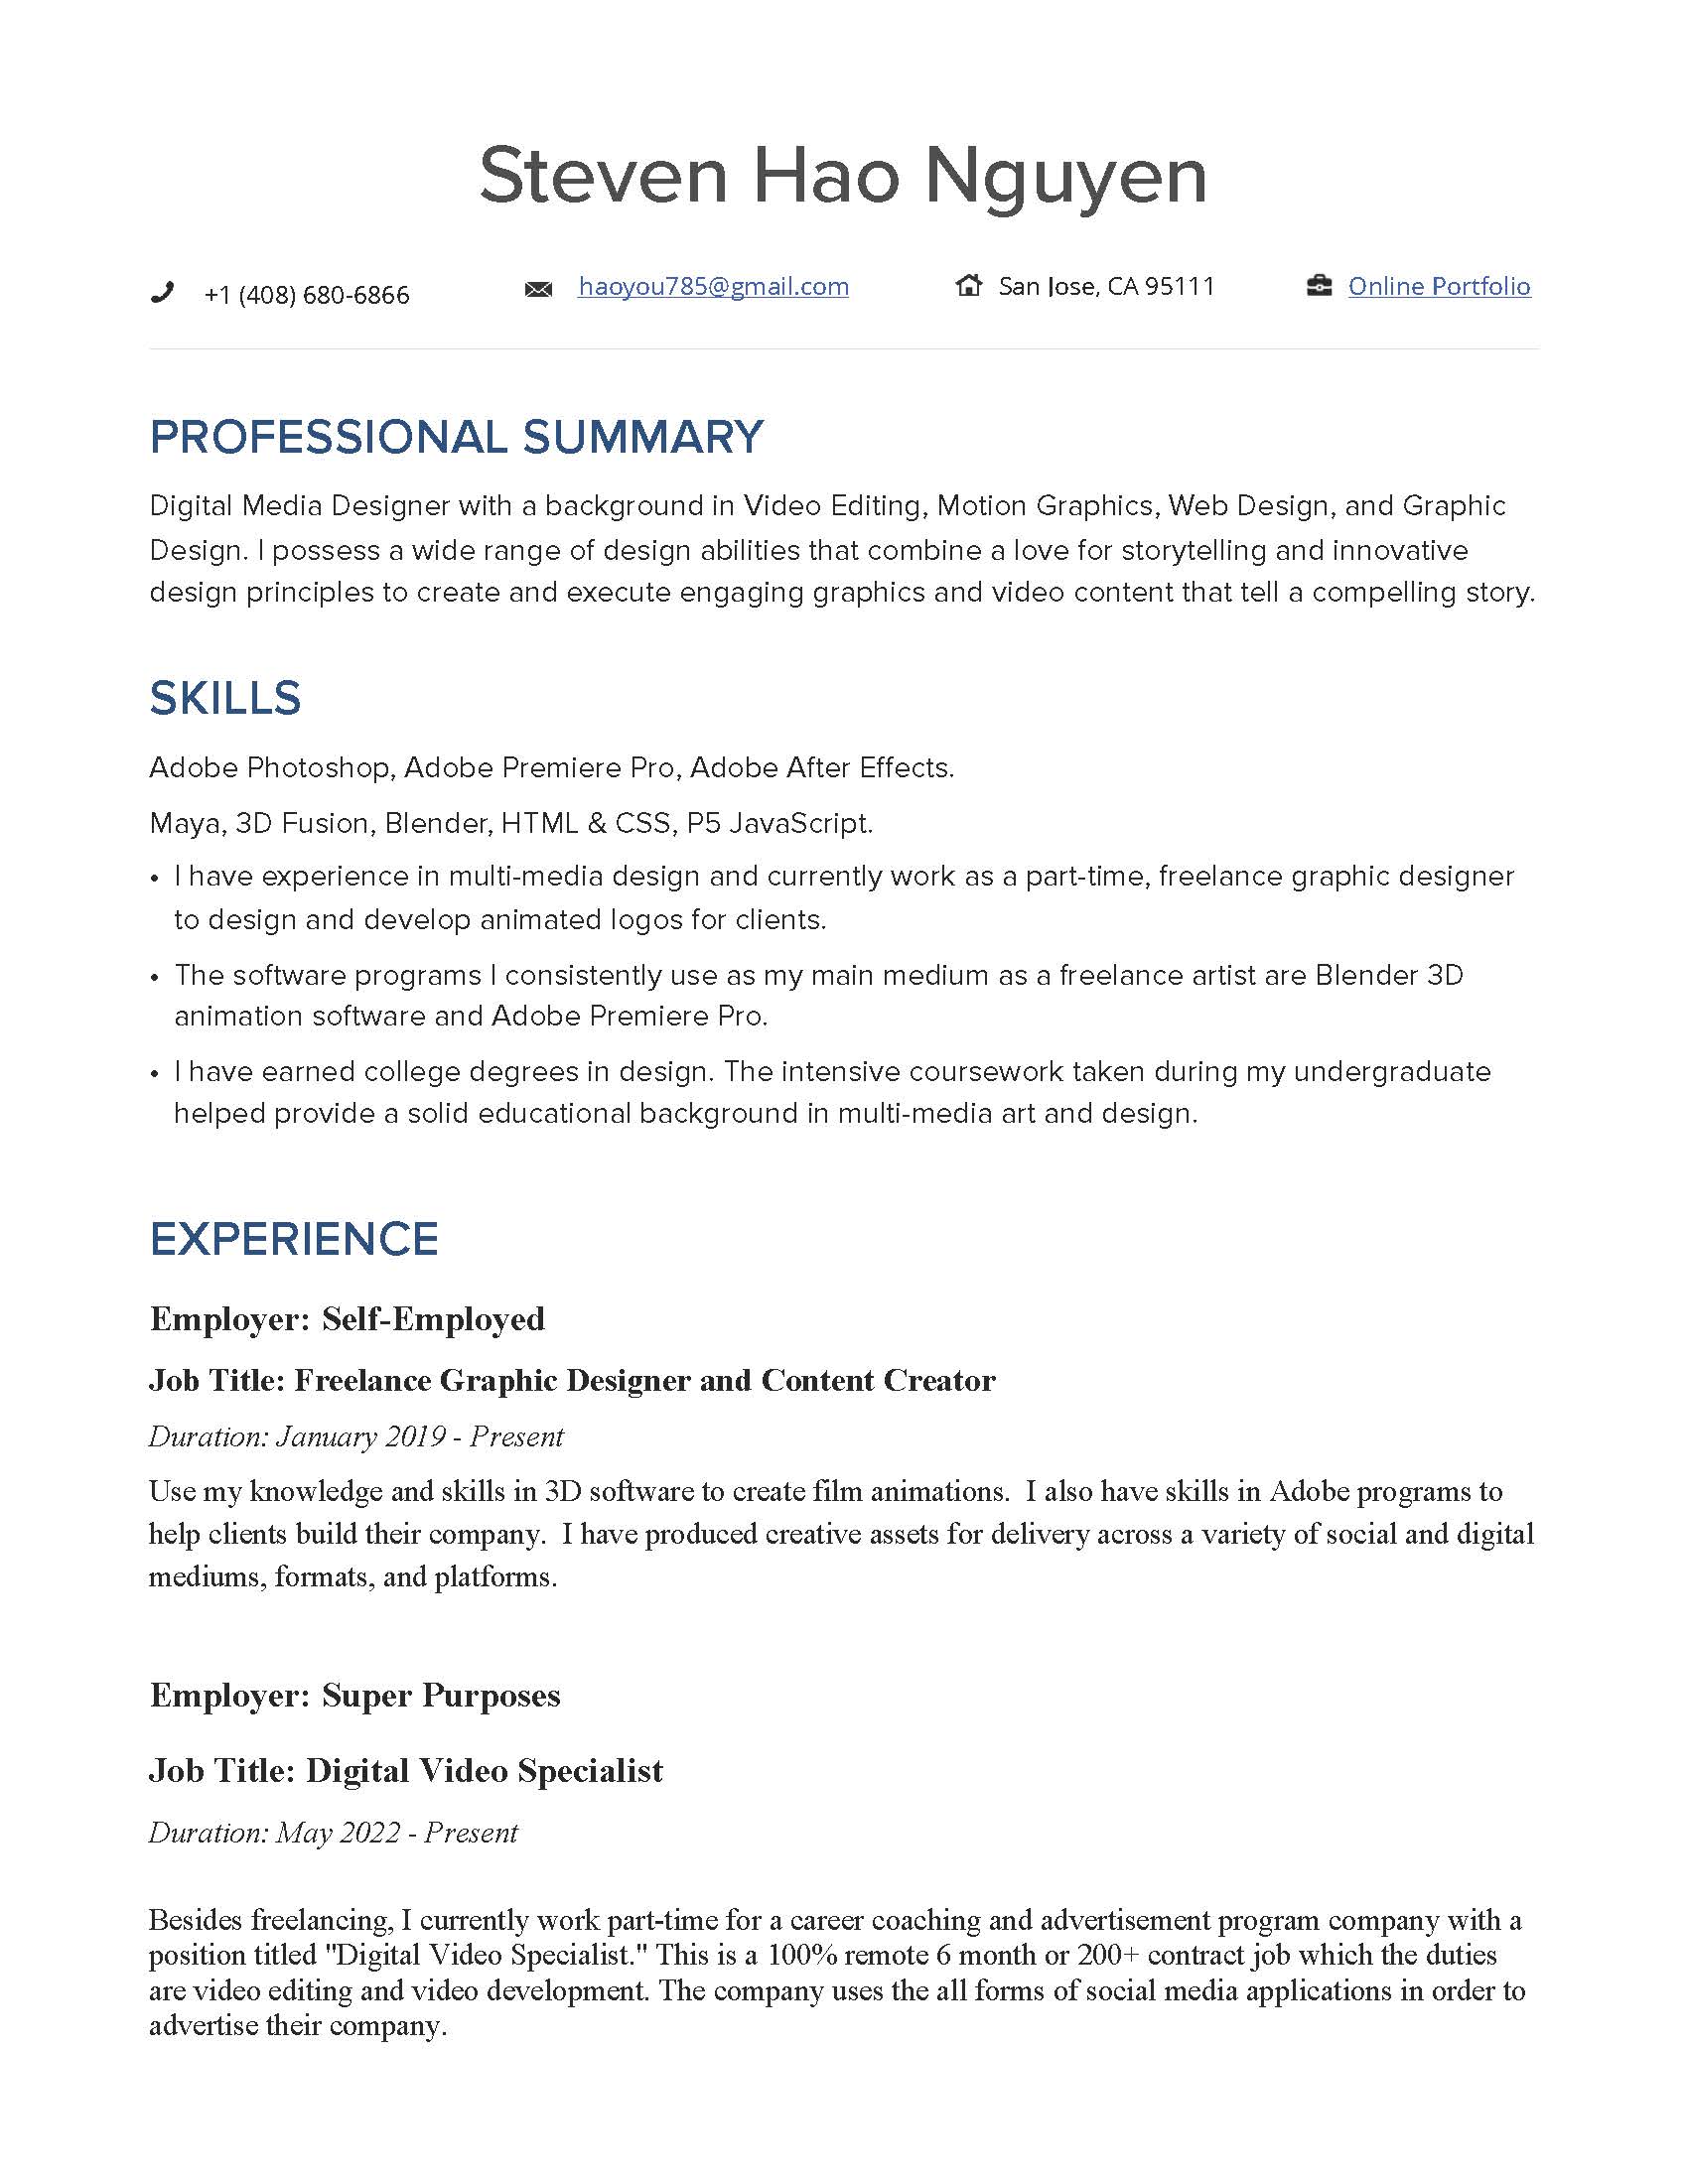 Steven Hao Nguyen
+1 (408) 680-6866 haoyou785@gmail.com San Jose, CA 95111 Online Portfolio
PROFESSIONAL SUMMARY
Digital Media Designer with a background in Video Editing, Motion Graphics, Web Design, and Graphic
Design. I possess a wide range of design abilities that combine a love for storytelling and innovative
design principles to create and execute engaging graphics and video content that tell a compelling story.
SKILLS
Adobe Photoshop, Adobe Premiere Pro, Adobe After Effects.
Maya, 3D Fusion, Blender, HTML & CSS, P5 JavaScript.
• I have experience in multi-media design and currently work as a part-time, freelance graphic designer
to design and develop animated logos for clients.
• The software programs I consistently use as my main medium as a freelance artist are Blender 3D
animation software and Adobe Premiere Pro.
• I have earned college degrees in design. The intensive coursework taken during my undergraduate
helped provide a solid educational background in multi-media art and design.
EXPERIENCE
Employer: Self-Employed
Job Title: Freelance Graphic Designer and Content Creator
Duration: January 2019 - Present
Use my knowledge and skills in 3D software to create film animations.  I also have skills in Adobe programs to
help clients build their company.  I have produced creative assets for delivery across a variety of social and digital
mediums, formats, and platforms.
Employer: Super Purposes
Job Title: Digital Video Specialist
Duration: May 2022 - Present
Besides freelancing, I currently work part-time for a career coaching and advertisement program company with a
position titled "Digital Video Specialist." This is a 100% remote 6 month or 200+ contract job which the duties
are video editing and video development. The company uses the all forms of social media applications in order to
advertise their company.